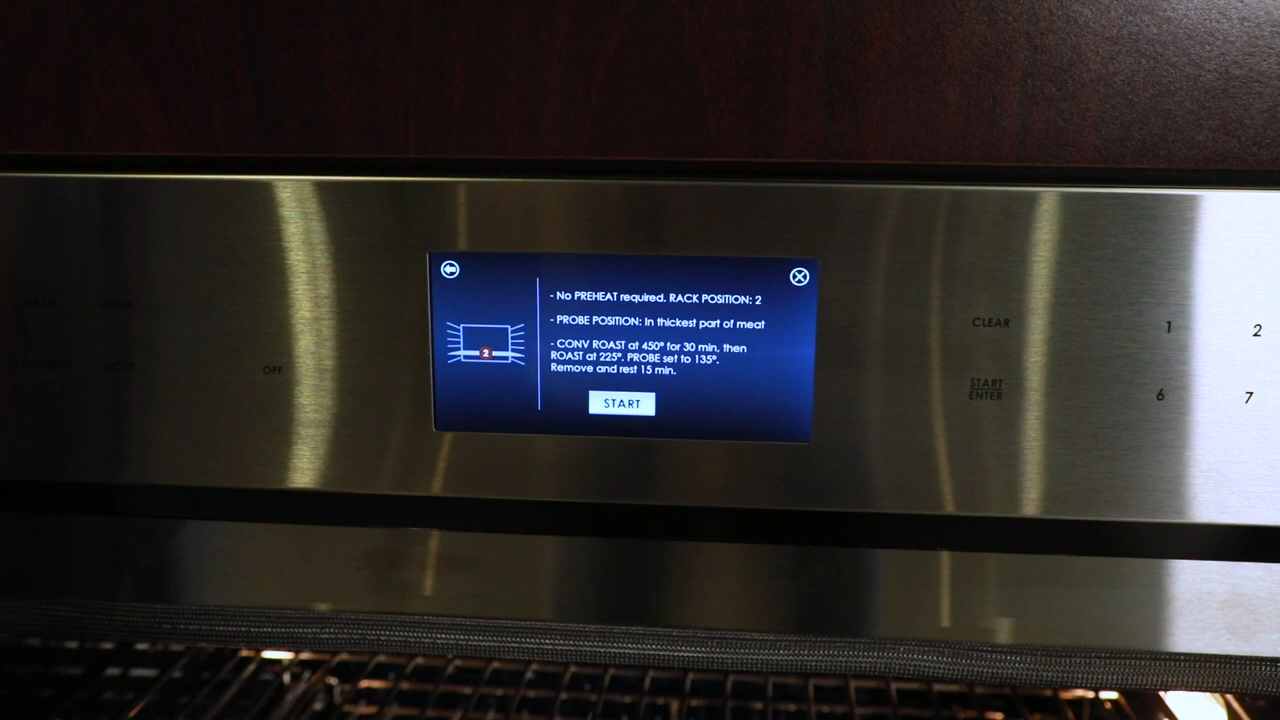 - No PREHEAT required. RACK POSITION: 2
- PROBE POSITION: In thickest part of meat
- CONV ROAST at 450° for 30 min, then
ROAST at 225°. PROBE set to 135°.
Remove and rest 15 min.
2
START
CLEAN
OFF
CLEAR
1
2
START
ENTER
6
7